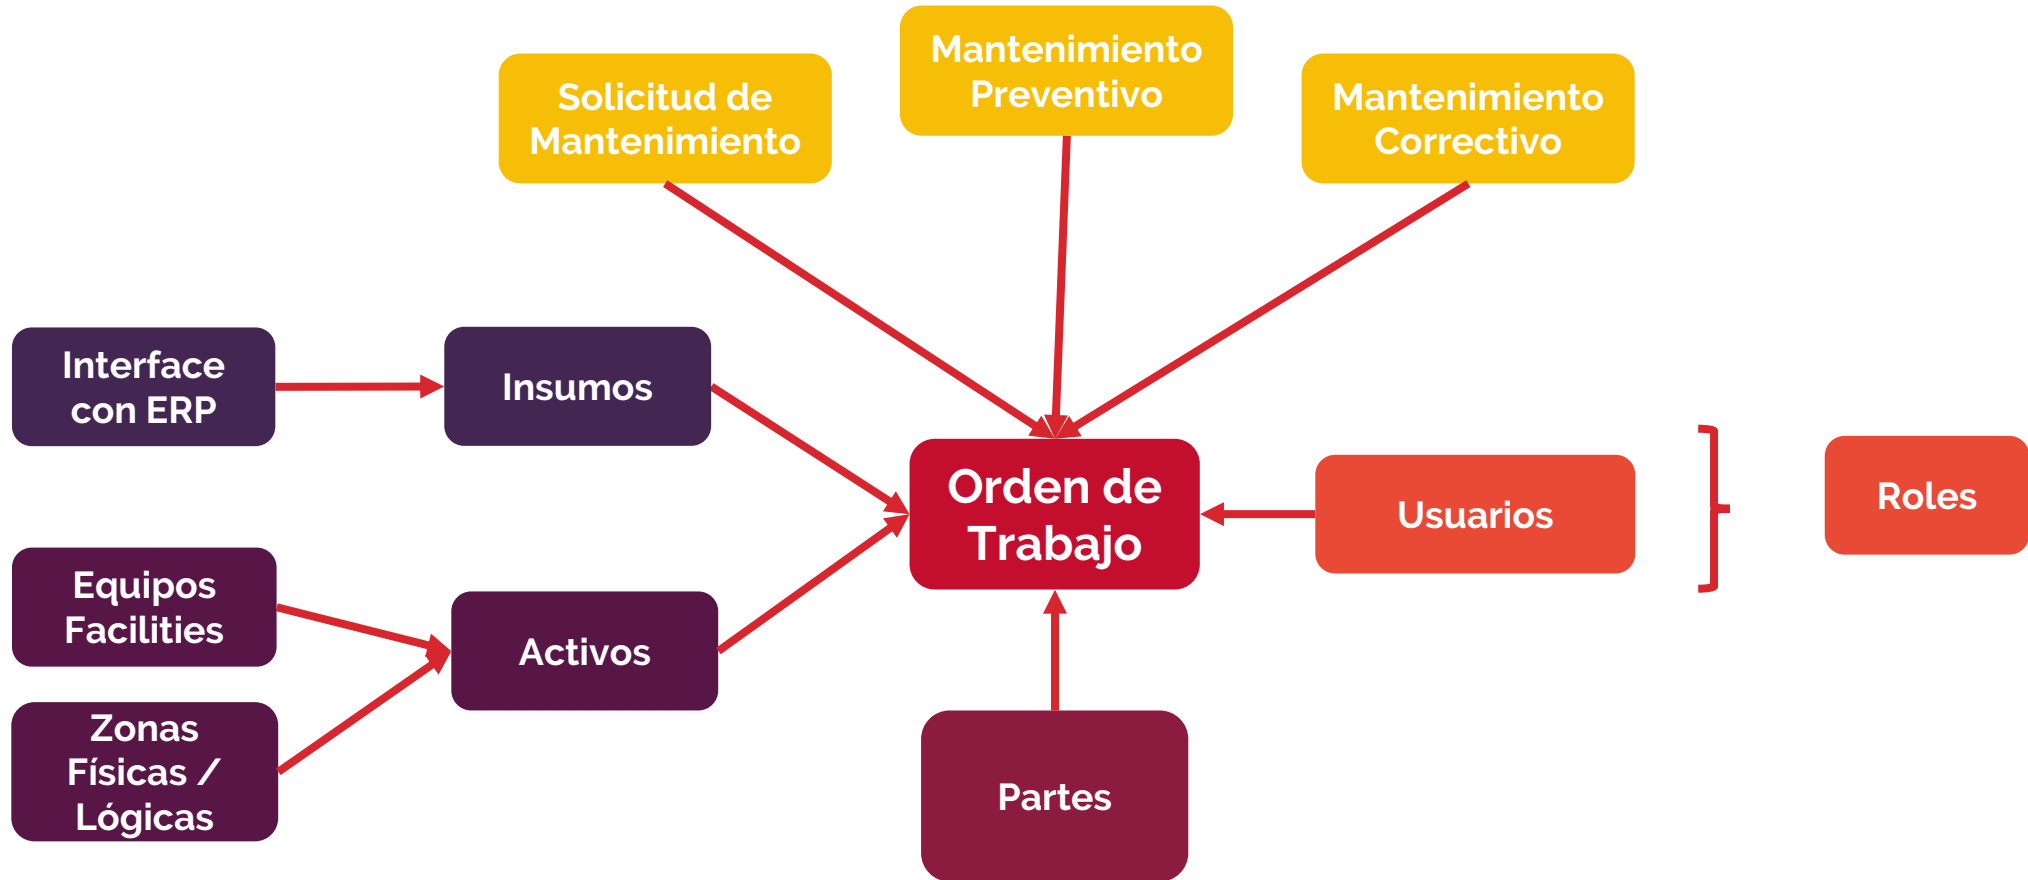 Mantenimiento
Preventivo
Solicitud de
Mantenimiento
Mantenimiento
Correctivo
Interface
con ERP
Insumos
Orden de
Trabajo
Usuarios
Roles
Equipos
Facilities
Activos
Zonas
Físicas /
Lógicas
Partes